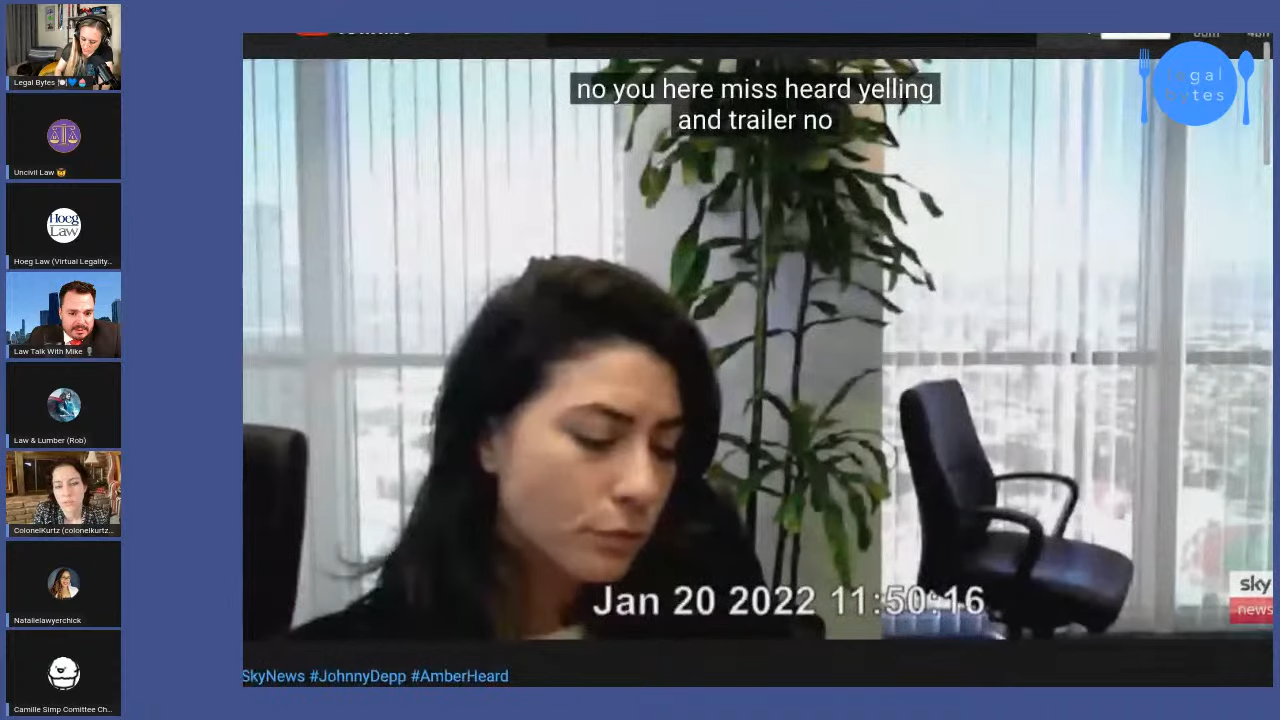 Legal Bytes
Uncivil Law
Hoeg Law
Hoeg Law (Virtual Legality...
Law Talk With Mike
Law & Lumber (Rob)
ColonelKurtz (colonelkurtz...
Natalielawyerchick
Camille Simp Comittee Ch...
no you here miss heard yelling
and trailer no
legal
bytes
Jan 20 2022 11:50:16
sky
news
SkyNews #JohnnyDepp #AmberHeard